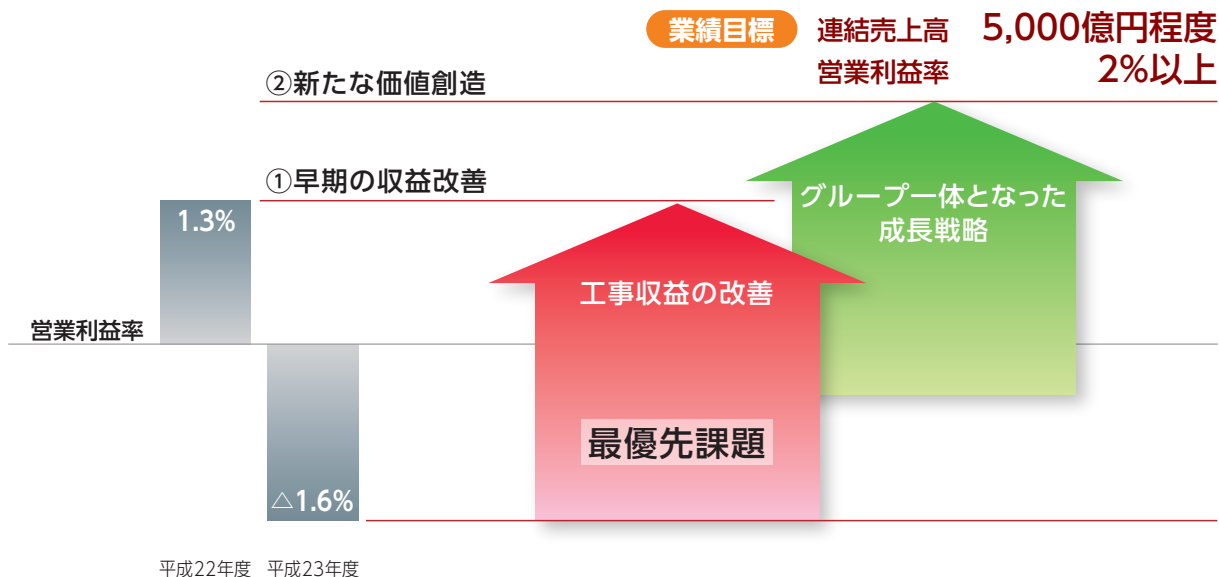 業績目標 連結売上高 5,000億円程度
営業利益率 2%以上
②新たな価値創造
①早期の収益改善
1.3%
グループ一体となった
成長戦略
工事収益の改善
営業利益率
最優先課題
△1.6%
平成22年度 平成23年度